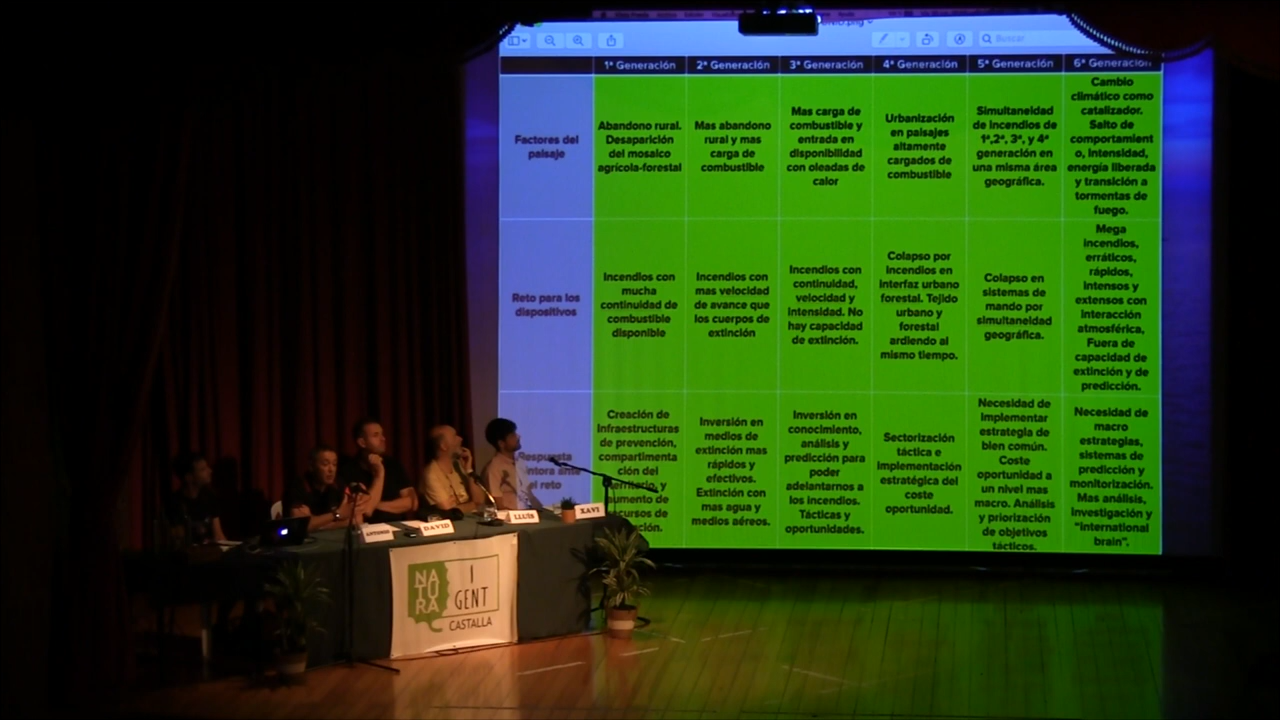 Buscar
1ª Generación
2ª Generación
3ª Generación
4ª Generación
5ª Generación
6ª Generación
Factores del
paisaje
Abandono rural.
Desaparición
del mosaico
agrícola-forestal
Mas abandono
rural y mas
carga de
combustible
Mas carga de
combustible y
entrada en
disponibilidad
con oleadas de
calor
Urbanización
en paisajes
altamente
cargados de
combustible
Simultaneidad
de incendios de
1ª,2ª, 3ª, y 4ª
generación en
una misma área
geográfica.
Cambio
climático como
catalizador.
Salto de
comportamient
o, intensidad,
energía liberada
y transición a
tormentas de
fuego.
Reto para los
dispositivos
Incendios con
mucha
continuidad de
combustible
disponible
Incendios con
mas velocidad
de avance que
los cuerpos de
extinción
Incendios con
continuidad,
velocidad y
intensidad. No
hay capacidad
de extinción.
Colapso por
incendios en
interfaz urbano
forestal. Tejido
urbano y
forestal
ardiendo al
mismo tiempo.
Colapso en
sistemas de
mando por
simultaneidad
geográfica.
Mega
incendios,
erráticos,
rápidos,
intensos y
extensos con
interacción
atmosférica,
Fuera de
capacidad de
extinción y de
predicción.
Respuesta
ante
el reto
Creación de
infraestructuras
de prevención,
compartimenta
ción del
y
Inversión en
medios de
extinción mas
rápidos y
efectivos.
Extinción con
mas agua y
medios aéreos.
Inversión en
conocimiento,
análisis y
predicción para
poder
adelantarnos a
los incendios.
Tácticas y
oportunidades.
Sectorización
táctica e
implementación
estratégica del
coste
oportunidad.
Necesidad de
implementar
estrategia de
bien común.
Coste
oportunidad a
un nivel mas
macro. Análisis
y priorización
de objetivos
tácticos.
Necesidad de
macro
estrategias,
sistemas de
predicción y
monitorización.
Mas análisis,
investigación y
"international
brain".
ANTONIO
DAVID
LLUÍS
XAVI
NA
TU
RA
I
GENT
CASTALLA